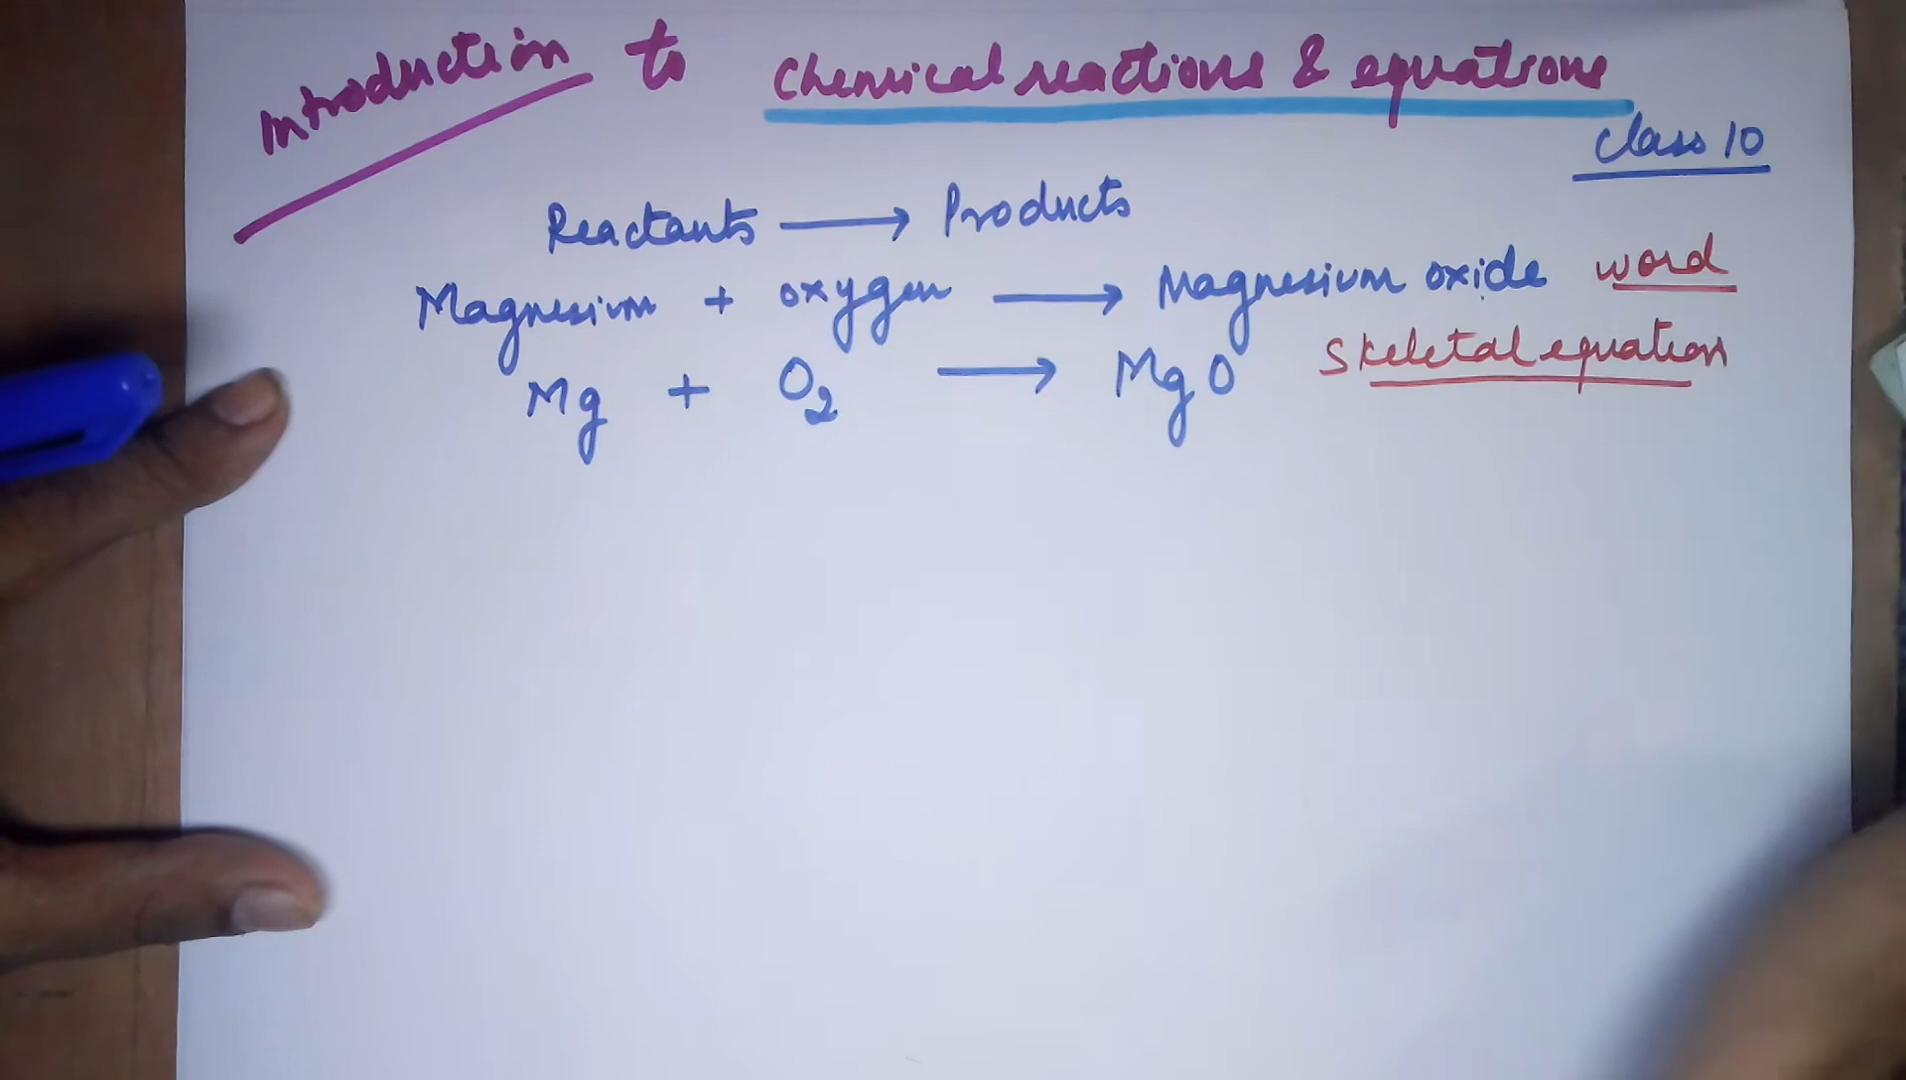 Introduction to Chemical reactions & equations
Class 10
Reactants → Products
Magnesium + oxygen → Magnesium oxide word
Mg + O₂ → MgO Skeletal equation